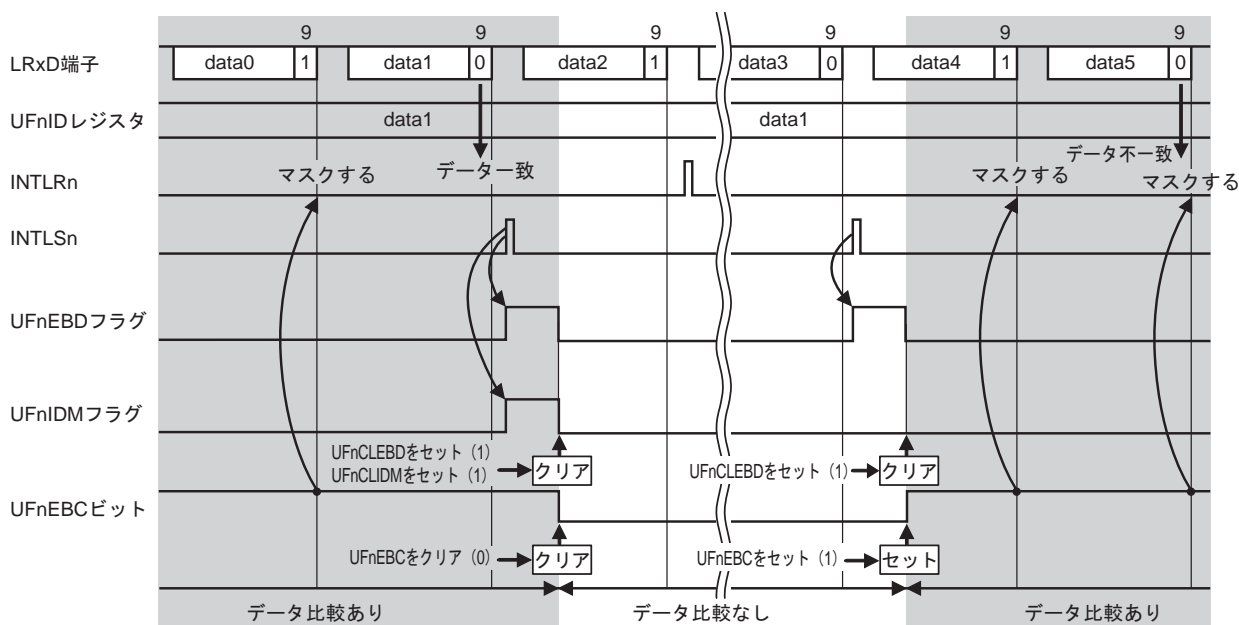 9 9 9 9 9 9
LRxD端子 data0 1 data1 0 data2 1 data3 0 data4 1 data5 0
UFnIDレジスタ data1 data1
データ一致 データ不一致
INTLRn マスクする マスクする マスクする
INTLSn
UFnEBDフラグ
UFnIDMフラグ
UFnCLEBDをセット（1）
UFnCLIDMをセット（1） クリア UFnCLEBDをセット（1） クリア
UFnEBCビット
UFnEBCをクリア（0） クリア UFnEBCをセット（1） セット
データ比較あり データ比較なし データ比較あり